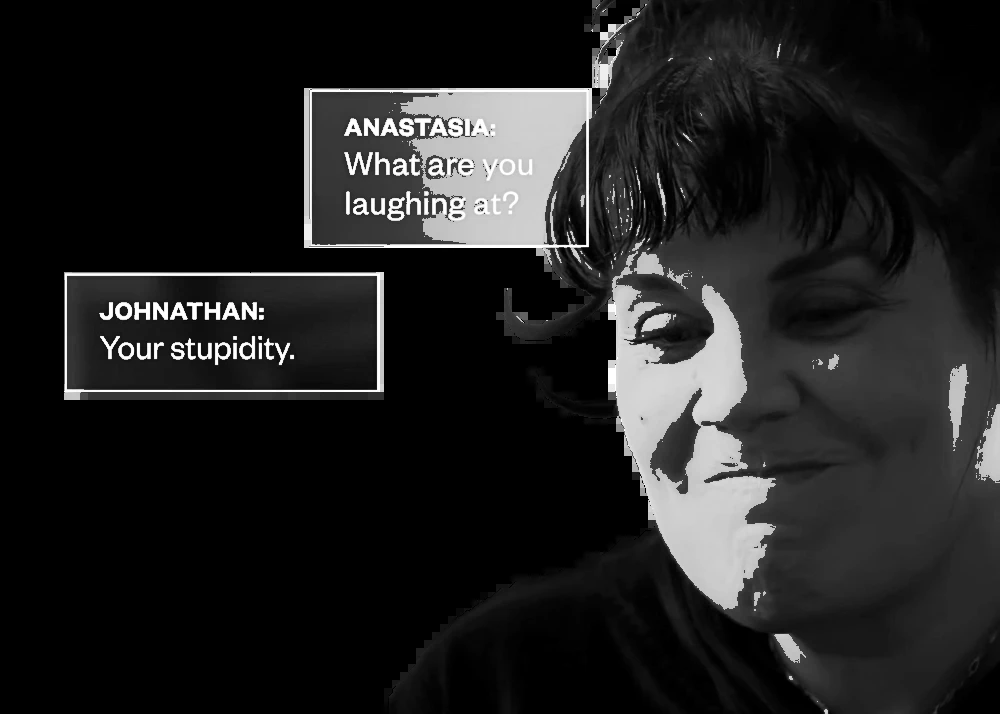 ANASTASIA:
What are you
laughing at?
JOHNATHAN:
Your stupidity.